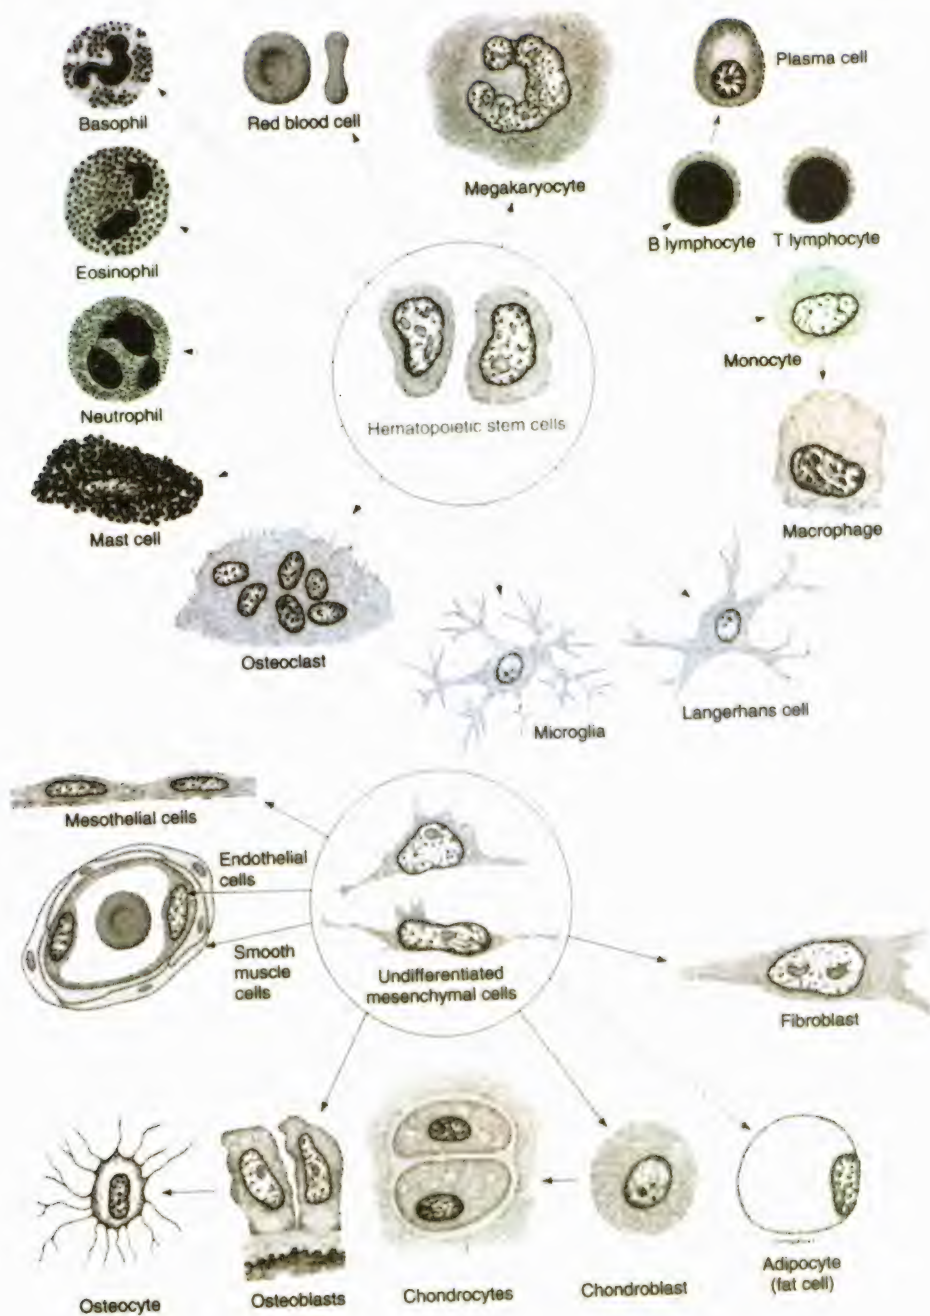 Basophil
Red blood cell
Megakaryocyte
Plasma cell
B lymphocyte
T lymphocyte
Eosinophil
Neutrophil
Hematopoietic stem cells
Monocyte
Mast cell
Macrophage
Osteoclast
Microglia
Langerhans cell
Mesothelial cells
Endothelial
cells
Smooth
muscle
cells
Undifferentiated
mesenchymal cells
Fibroblast
Osteocyte
Osteoblasts
Chondrocytes
Chondroblast
Adipocyte
(fat cell)